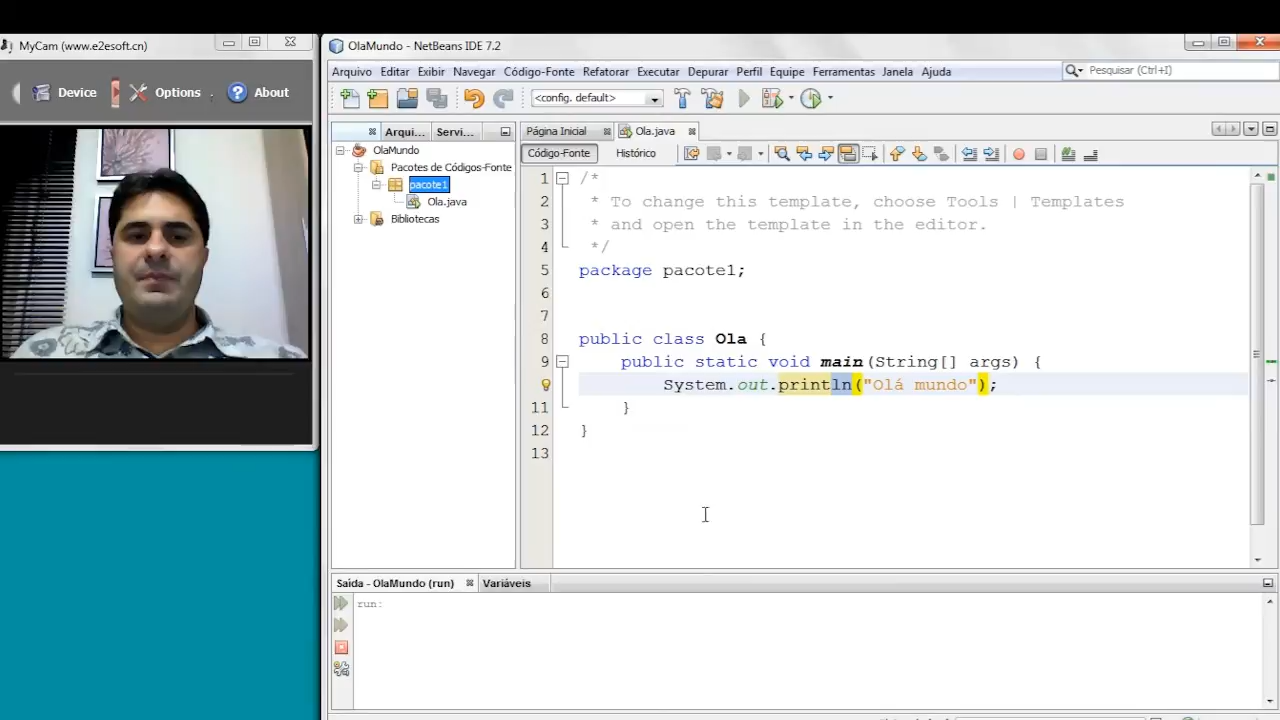 MyCam (www.e2esoft.cn)
Device
Options
About
OlaMundo - NetBeans IDE 7.2
Arquivo Editar Exibir Navegar Código-Fonte Refatorar Executar Depurar Perfil Equipe Ferramentas Janela Ajuda
Pesquisar (Ctrl+I)
<config. default>
Arqui... Servi...
Página Inicial
Ola.java
Código-Fonte
Histórico
OlaMundo
Pacotes de Códigos-Fonte
pacote1
Ola.java
Bibliotecas
1 /*
2 * To change this template, choose Tools | Templates
3 * and open the template in the editor.
4 */
5 package pacote1;
6
7
8 public class Ola {
9 public static void main(String[] args) {
System.out.println("Olá mundo");
11 }
12 }
13
Saída - OlaMundo (run)
Variáveis
run: